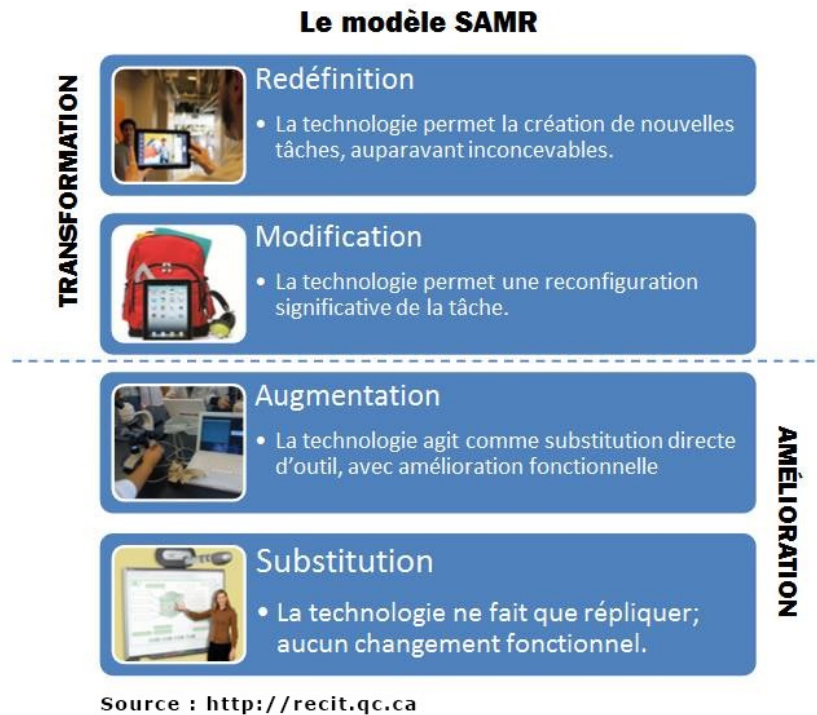 Le modèle SAMR
TRANSFORMATION
Redéfinition
• La technologie permet la création de nouvelles
tâches, auparavant inconcevables.
Modification
• La technologie permet une reconfiguration
significative de la tâche.
Augmentation
• La technologie agit comme substitution directe
d'outil, avec amélioration fonctionnelle
AMÉLIORATION
Substitution
• La technologie ne fait que répliquer;
aucun changement fonctionnel.
Source : http://recit.qc.ca